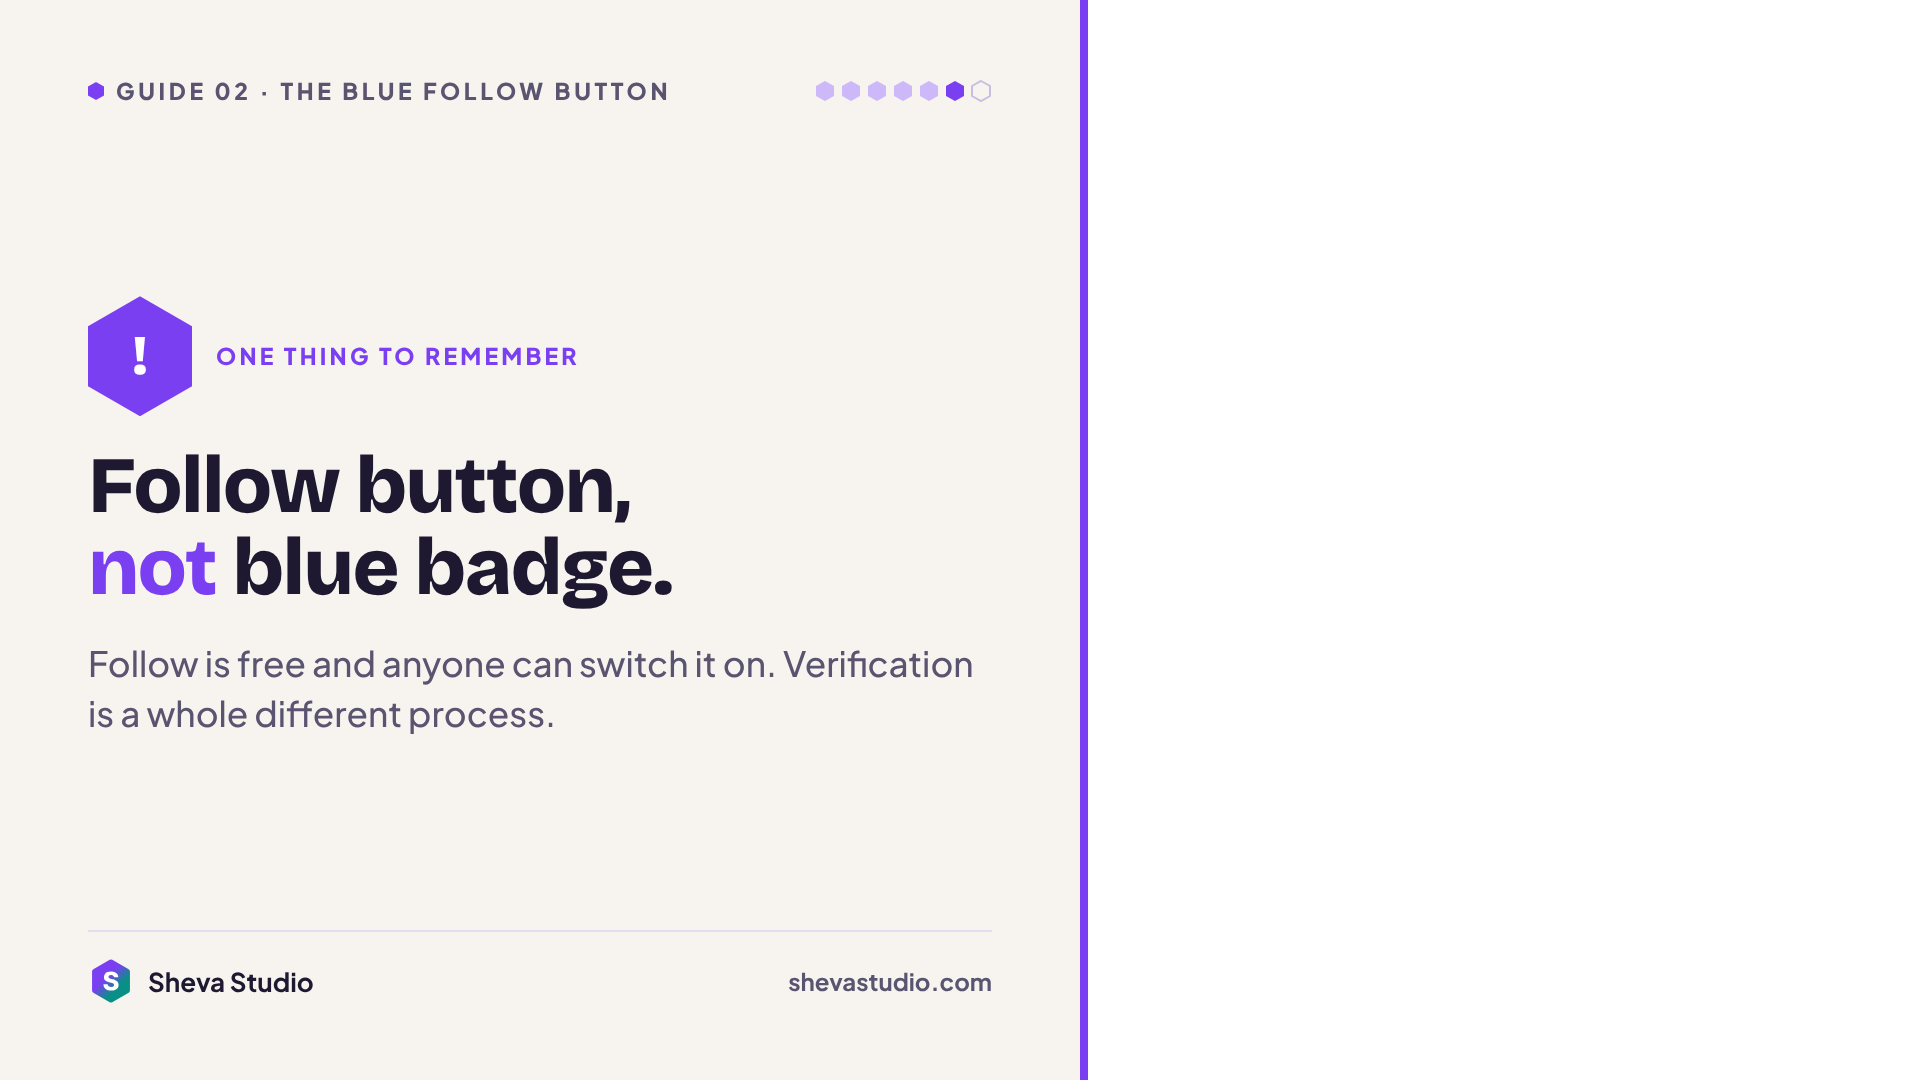 GUIDE 02 · THE BLUE FOLLOW BUTTON
!
ONE THING TO REMEMBER
Follow button,
not blue badge.
Follow is free and anyone can switch it on. Verification
is a whole different process.
S Sheva Studio
shevastudio.com